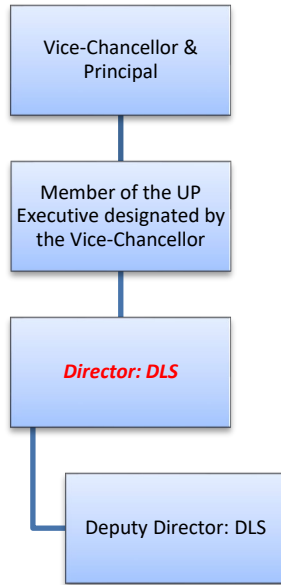 Vice-Chancellor &
Principal
Member of the UP
Executive designated by
the Vice-Chancellor
Director: DLS
Deputy Director: DLS